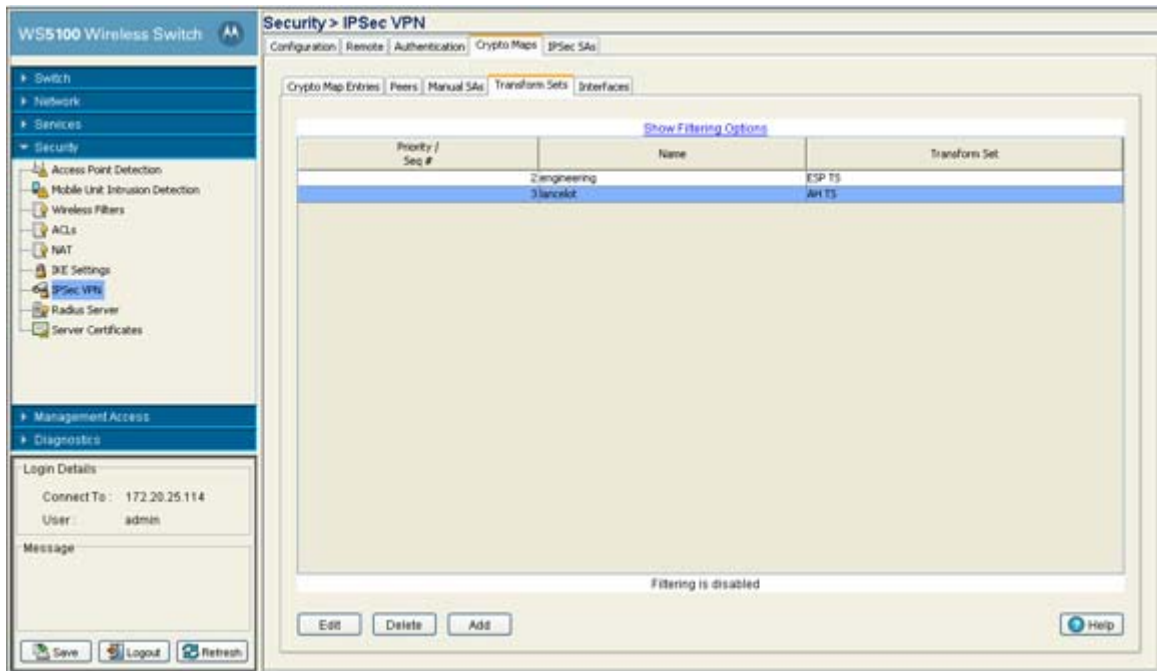 WS5100 Wireless Switch
Switch
Network
Services
Security
Access Point Detection
Mobile Unit Intrusion Detection
Wireless Filters
ACLs
NAT
IKE Settings
IPSec VPN
Radius Server
Server Certificates
Management Access
Diagnostics
Login Details
Connect To : 172.20.25.114
User : admin
Message
Save Logout Refresh
Security > IPSec VPN
Configuration Remote Authentication Crypto Maps IPSec SAs
Crypto Map Entries Peers Manual SAs Transform Sets Interfaces
Show Filtering Options
Priority / Seq # Name Transform Set
2 engineering ESP TS
3 lancelot AH TS
Filtering is disabled
Edit Delete Add Help